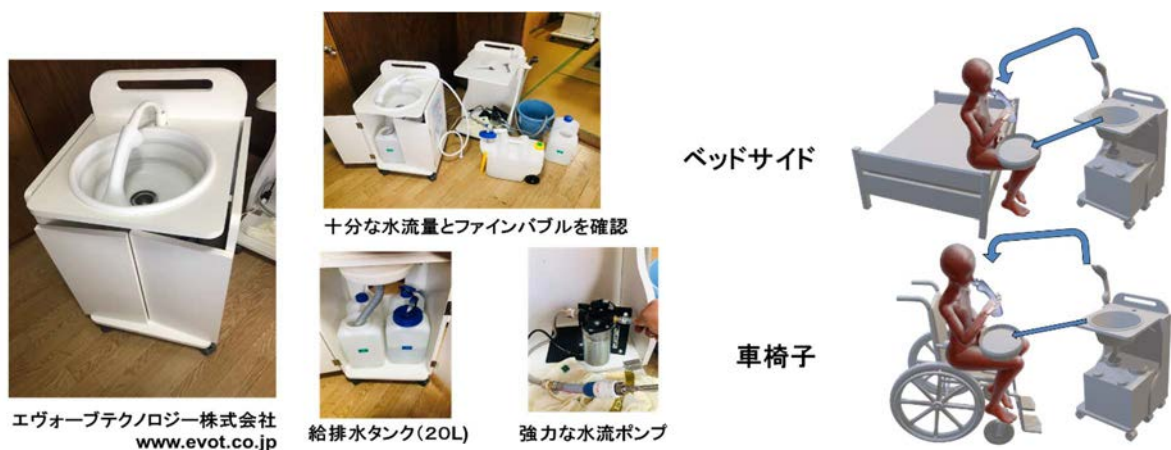 十分な水流量とファインバブルを確認
ベッドサイド
エヴォーブテクノロジー株式会社
www.evot.co.jp
給排水タンク(20L)
強力な水流ポンプ
車椅子